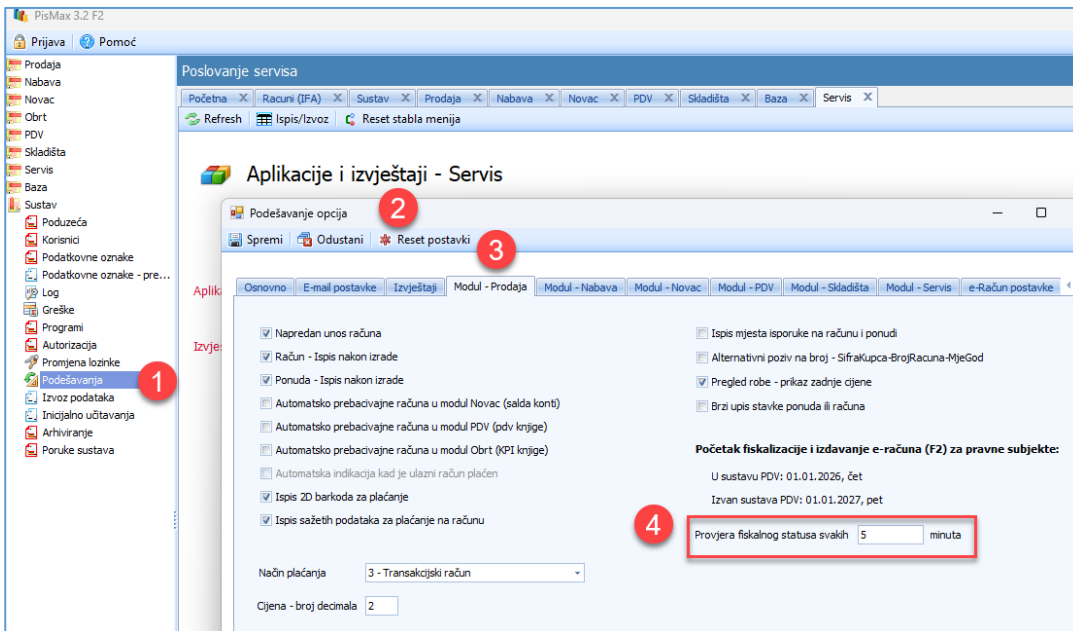 PisMax 3.2 F2
Prijava Pomoć
Prodaja
Nabava
Novac
Obrt
PDV
Skladišta
Servis
Baza
Sustav
Poduzeća
Korisnici
Podatkovne oznake
Podatkovne oznake - pre...
Log
Greške
Programi
Autorizacija
Promjena lozinke
Podešavanja
Izvoz podataka
Inicijalno učitavanja
Arhiviranje
Poruke sustava
1
Poslovanje servisa
Početna X Racuni (IFA) X Sustav X Prodaja X Nabava X Novac X PDV X Skladišta X Baza X Servis X
Refresh Ispis/Izvoz Reset stabla menija
Aplikacije i izvještaji - Servis
Aplik
Izvje
Podešavanje opcija 2
Spremi Odustani Reset postavki 3
Osnovno E-mail postavke Izvještaji Modul - Prodaja Modul - Nabava Modul - Novac Modul - PDV Modul - Skladišta Modul - Servis e-Račun postavke
Napredan unos računa
Račun - Ispis nakon izrade
Ponuda - Ispis nakon izrade
Automatsko prebacivajne računa u modul Novac (salda konti)
Automatsko prebacivajne računa u modul PDV (pdv knjige)
Automatsko prebacivajne računa u modul Obrt (KPI knjige)
Automatska indikacija kad je ulazni račun plaćen
Ispis 2D barkoda za plaćanje
Ispis sažetih podataka za plaćanje na računu
Način plaćanja 3 - Transakcijski račun
Cijena - broj decimala 2
Ispis mjesta isporuke na računu i ponudi
Alternativni poziv na broj - SifraKupca-BrojRacuna-MjeGod
Pregled robe - prikaz zadnje cijene
Brzi upis stavke ponuda ili računa
Početak fiskalizacije i izdavanje e-računa (F2) za pravne subjekte:
U sustavu PDV: 01.01.2026, čet
Izvan sustava PDV: 01.01.2027, pet
4
Provjera fiskalnog statusa svakih 5 minuta